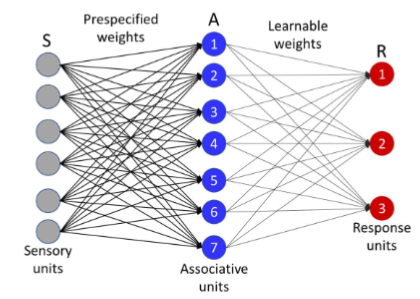 Prespecified
weights
S
A
Learnable
weights
R
1
2
3
4
5
6
7
1
2
3
Sensory
units
Associative
units
Response
units